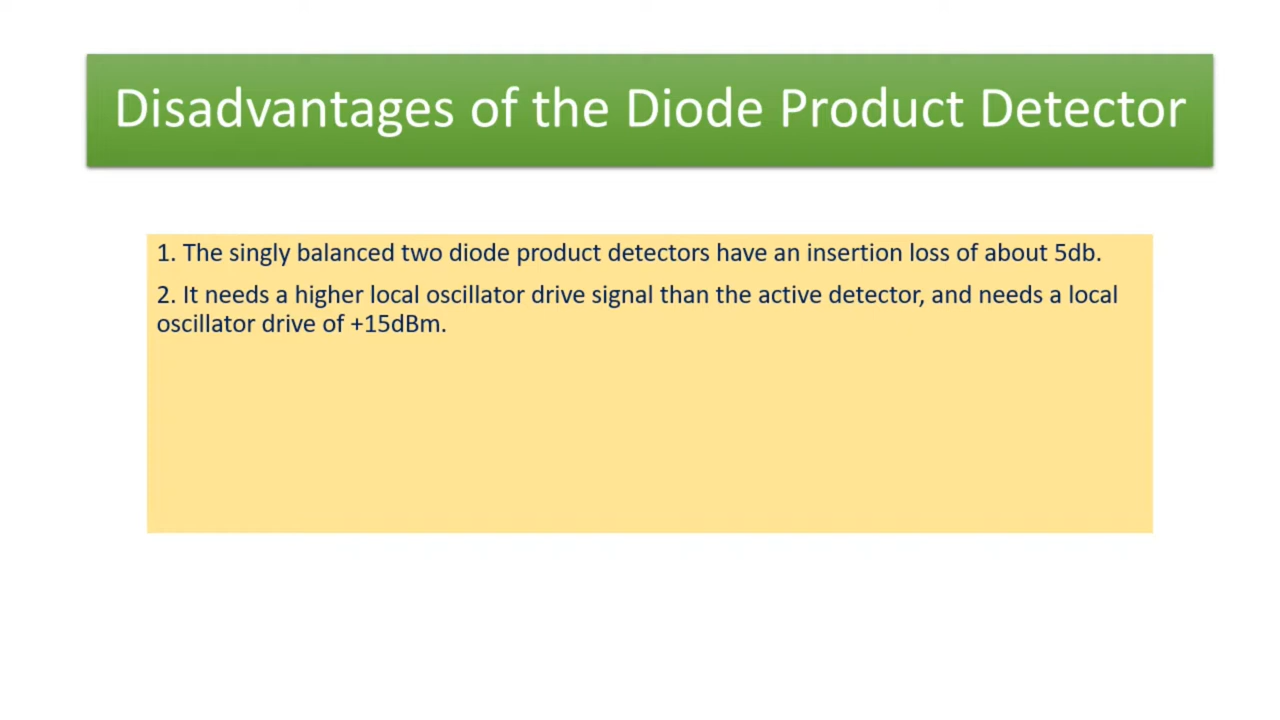 Disadvantages of the Diode Product Detector
1. The singly balanced two diode product detectors have an insertion loss of about 5db.
2. It needs a higher local oscillator drive signal than the active detector, and needs a local
oscillator drive of +15dBm.